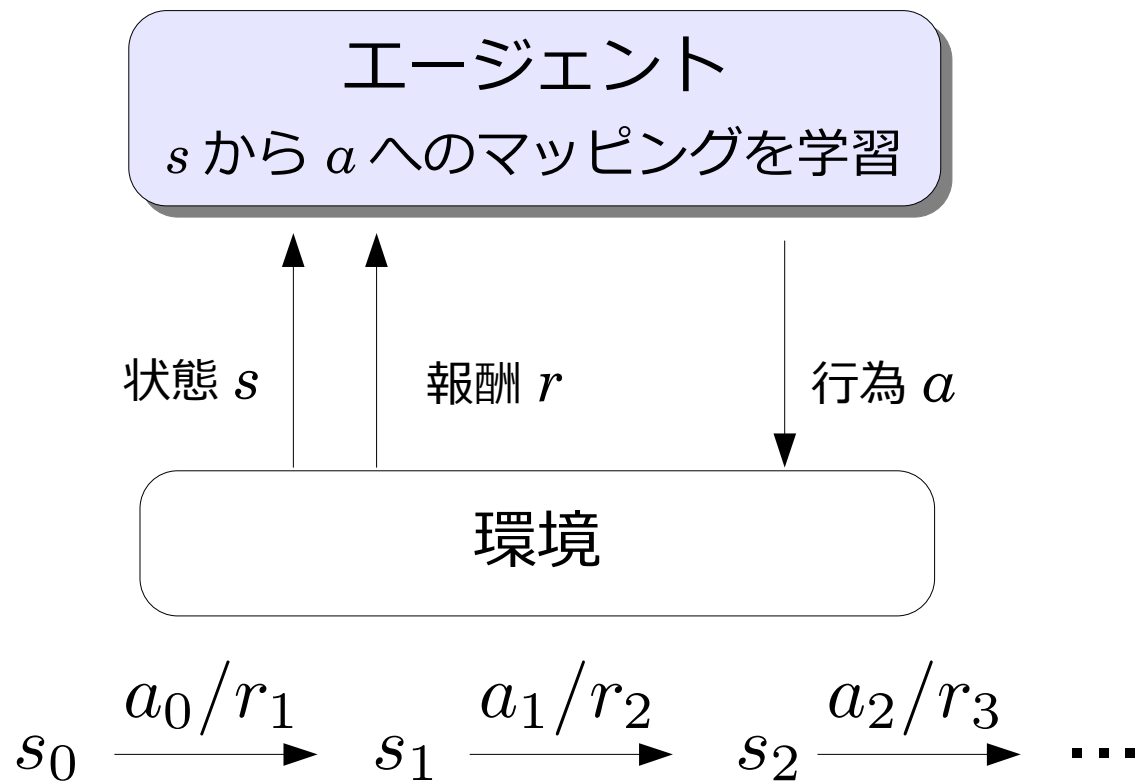 エージェント
s から a へのマッピングを学習
状態 s
報酬 r
行為 a
環境
a₀/r₁ a₁/r₂ a₂/r₃
s₀ s₁ s₂ ⋯